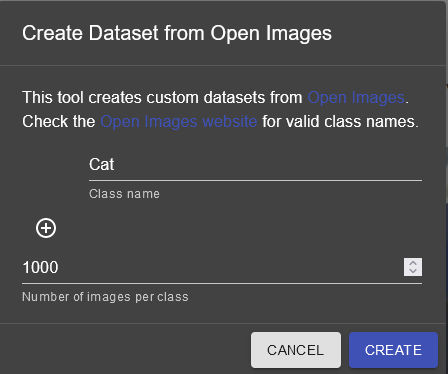 Create Dataset from Open Images
This tool creates custom datasets from Open Images.
Check the Open Images website for valid class names.
Cat
Class name
1000
Number of images per class
CANCEL CREATE